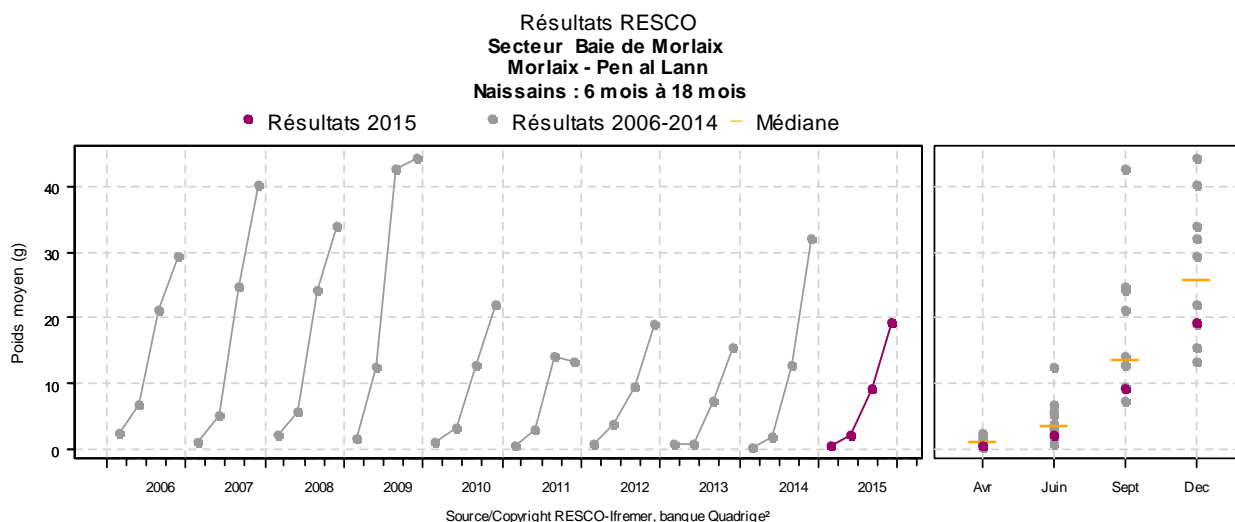 Résultats RESCO
Secteur Baie de Morlaix
Morlaix - Pen al Lann
Naissains : 6 mois à 18 mois
Résultats 2015 Résultats 2006-2014 Médiane
Poids moyen (g)
40
30
20
10
0
2006 2007 2008 2009 2010 2011 2012 2013 2014 2015
Avr Juin Sept Dec
Source/Copyright RESCO-Ifremer, banque Quadrige²